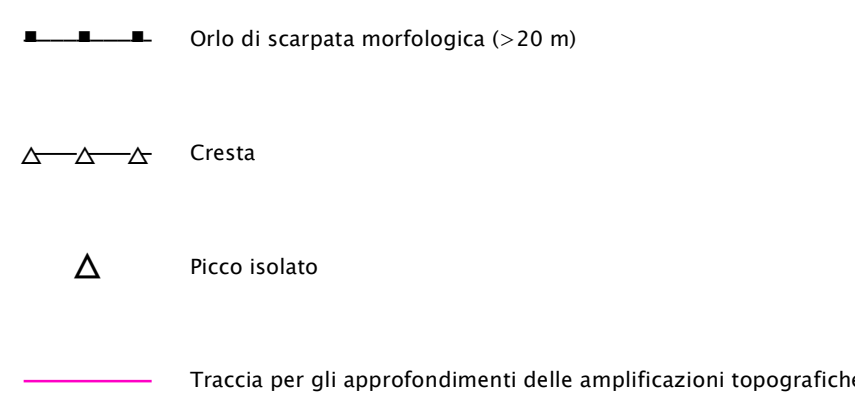 Orlo di scarpata morfologica (>20 m)
Cresta
Picco isolato
Traccia per gli approfondimenti delle amplificazioni topografiche